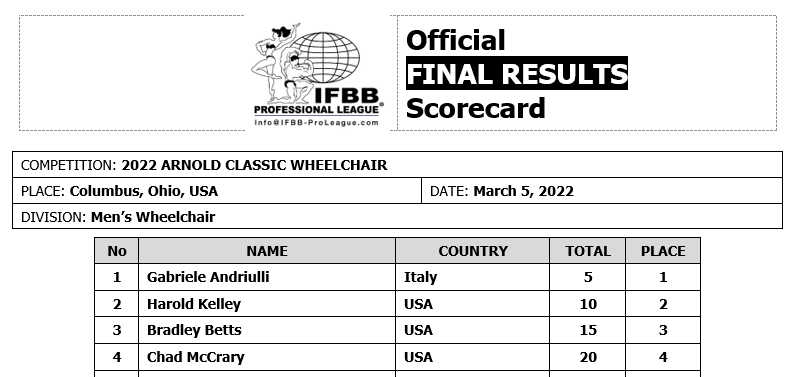 IFBB
PROFESSIONAL LEAGUE®
Info@IFBB-ProLeague.com
Official
FINAL RESULTS
Scorecard
COMPETITION: 2022 ARNOLD CLASSIC WHEELCHAIR
PLACE: Columbus, Ohio, USA DATE: March 5, 2022
DIVISION: Men’s Wheelchair
No NAME COUNTRY TOTAL PLACE
1 Gabriele Andriulli Italy 5 1
2 Harold Kelley USA 10 2
3 Bradley Betts USA 15 3
4 Chad McCrary USA 20 4